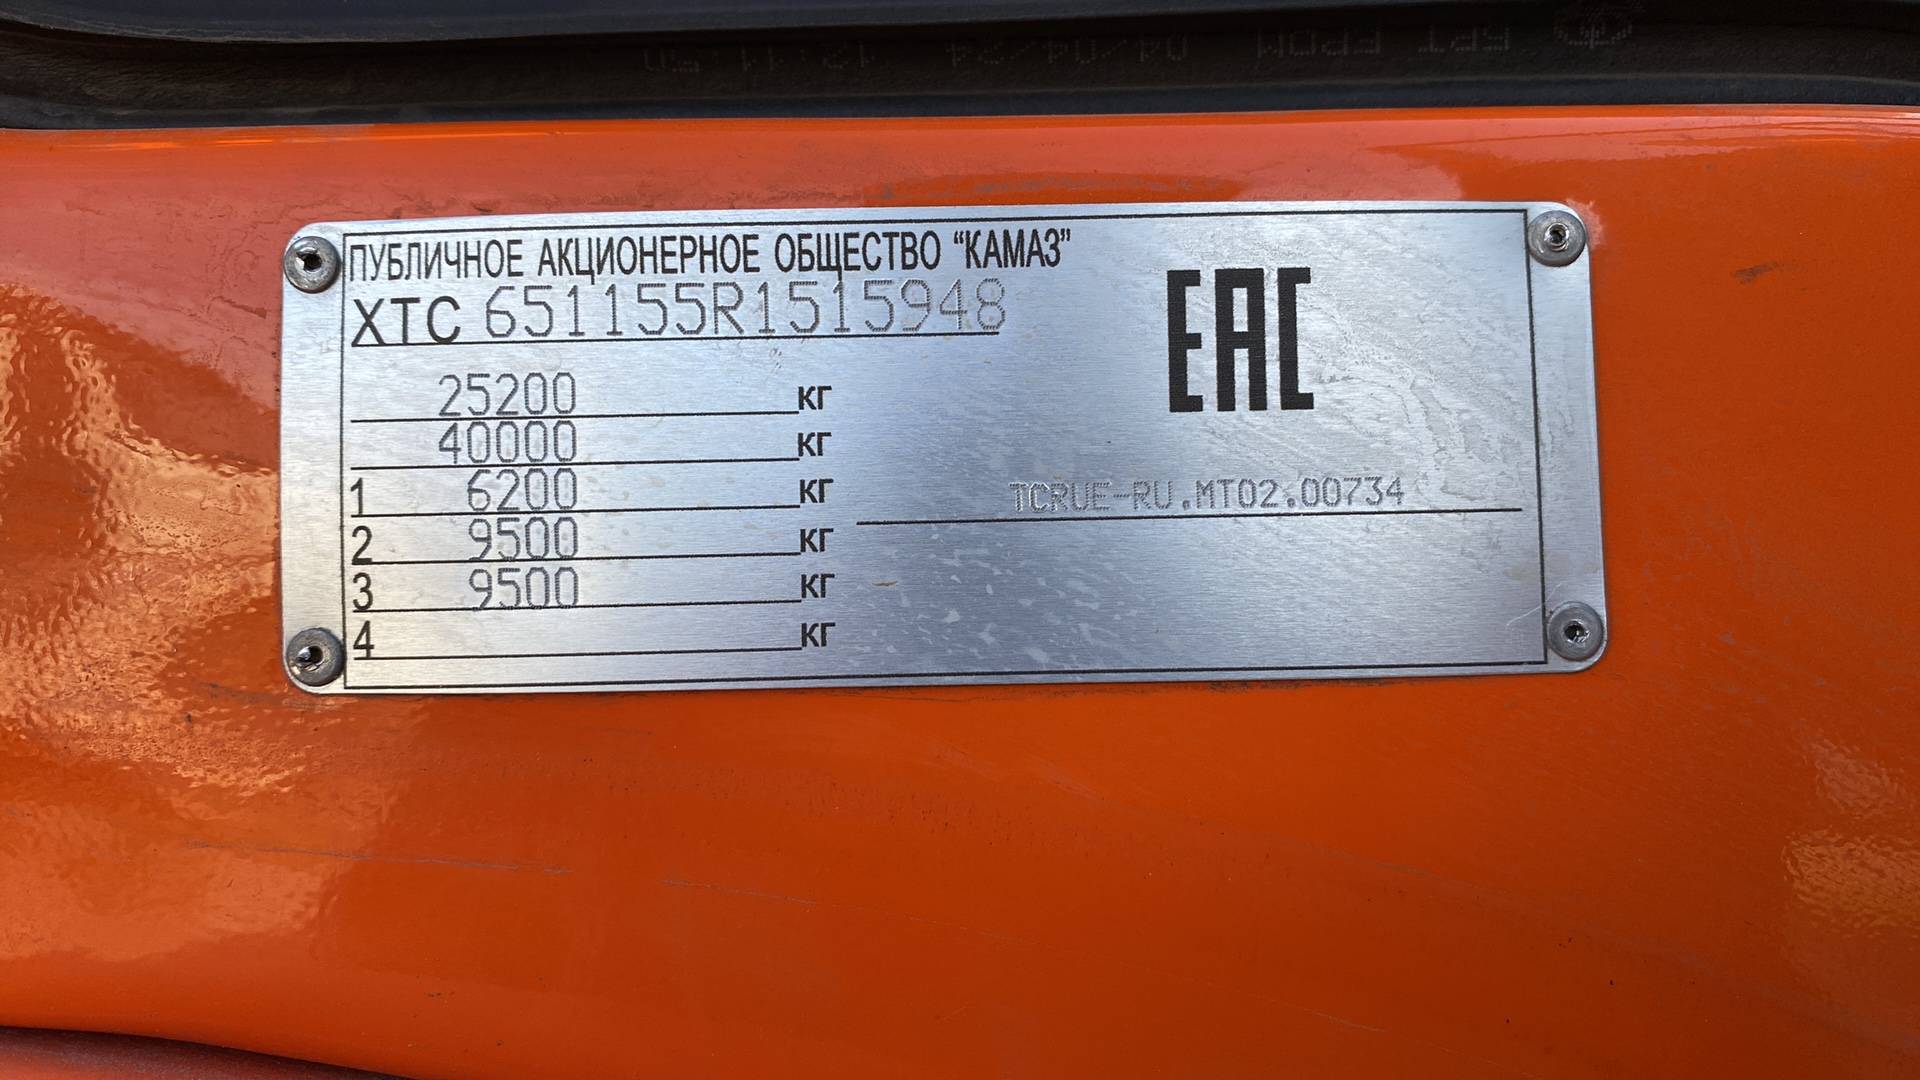 ПУБЛИЧНОЕ АКЦИОНЕРНОЕ ОБЩЕСТВО “КАМАЗ”
XTC 651155R1515948
EAC
25200 КГ
40000 КГ
1 6200 КГ
2 9500 КГ
3 9500 КГ
4 КГ
TCRUE-RU.MT02.00734